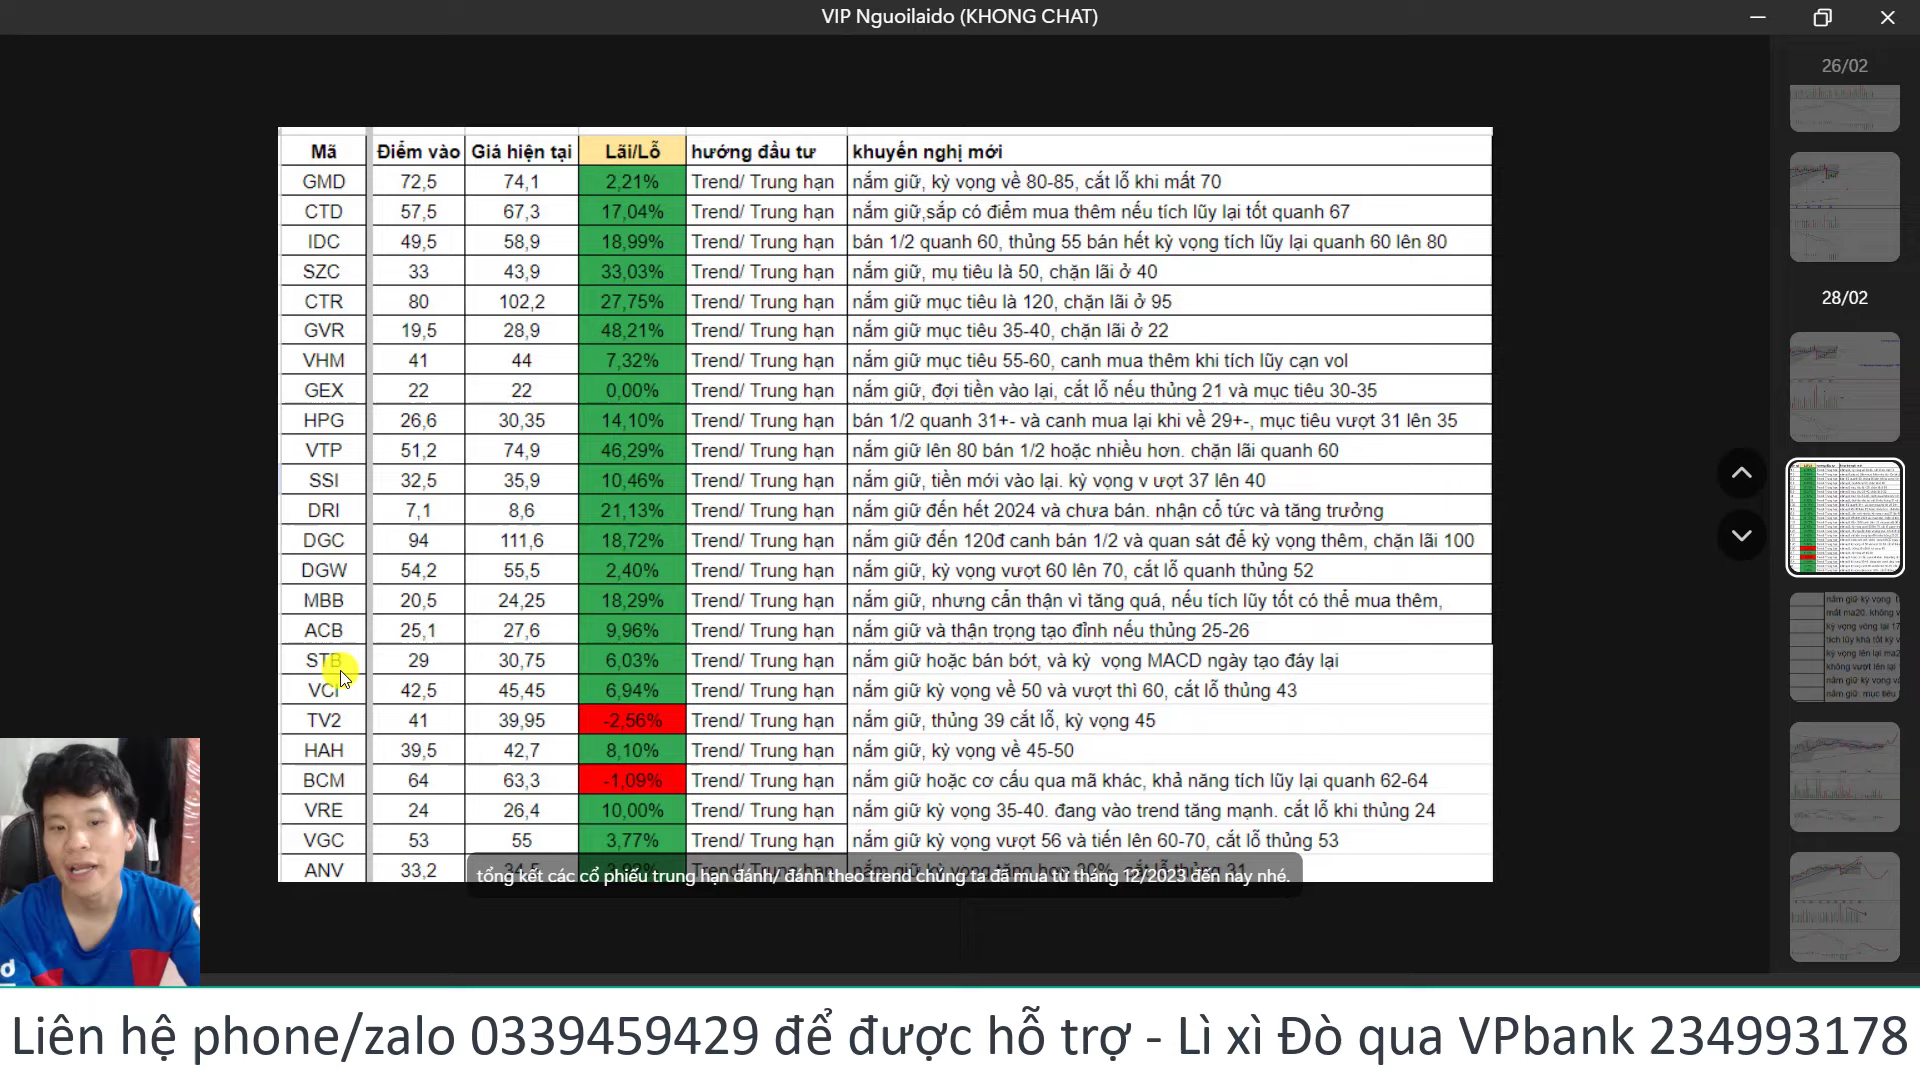 VIP Nguoilaido (KHONG CHAT)
26/02
28/02
Mã Điểm vào Giá hiện tại Lãi/Lỗ hướng đầu tư khuyến nghị mới
GMD 72,5 74,1 2,21% Trend/ Trung hạn nắm giữ, kỳ vọng về 80-85, cắt lỗ khi mất 70
CTD 57,5 67,3 17,04% Trend/ Trung hạn nắm giữ,sắp có điểm mua thêm nếu tích lũy lại tốt quanh 67
IDC 49,5 58,9 18,99% Trend/ Trung hạn bán 1/2 quanh 60, thủng 55 bán hết kỳ vọng tích lũy lại quanh 60 lên 80
SZC 33 43,9 33,03% Trend/ Trung hạn nắm giữ, mụ tiêu là 50, chặn lãi ở 40
CTR 80 102,2 27,75% Trend/ Trung hạn nắm giữ mục tiêu là 120, chặn lãi ở 95
GVR 19,5 28,9 48,21% Trend/ Trung hạn nắm giữ mục tiêu 35-40, chặn lãi ở 22
VHM 41 44 7,32% Trend/ Trung hạn nắm giữ mục tiêu 55-60, canh mua thêm khi tích lũy cạn vol
GEX 22 22 0,00% Trend/ Trung hạn nắm giữ, đợi tiền vào lại, cắt lỗ nếu thủng 21 và mục tiêu 30-35
HPG 26,6 30,35 14,10% Trend/ Trung hạn bán 1/2 quanh 31+- và canh mua lại khi về 29+-, mục tiêu vượt 31 lên 35
VTP 51,2 74,9 46,29% Trend/ Trung hạn nắm giữ lên 80 bán 1/2 hoặc nhiều hơn. chặn lãi quanh 60
SSI 32,5 35,9 10,46% Trend/ Trung hạn nắm giữ, tiền mới vào lại. kỳ vọng v ượt 37 lên 40
DRI 7,1 8,6 21,13% Trend/ Trung hạn nắm giữ đến hết 2024 và chưa bán. nhận cổ tức và tăng trưởng
DGC 94 111,6 18,72% Trend/ Trung hạn nắm giữ đến 120đ canh bán 1/2 và quan sát để kỳ vọng thêm, chặn lãi 100
DGW 54,2 55,5 2,40% Trend/ Trung hạn nắm giữ, kỳ vọng vượt 60 lên 70, cắt lỗ quanh thủng 52
MBB 20,5 24,25 18,29% Trend/ Trung hạn nắm giữ, nhưng cẩn thận vì tăng quá, nếu tích lũy tốt có thể mua thêm,
ACB 25,1 27,6 9,96% Trend/ Trung hạn nắm giữ và thận trọng tạo đỉnh nếu thủng 25-26
STB 29 30,75 6,03% Trend/ Trung hạn nắm giữ hoặc bán bớt, và kỳ vọng MACD ngày tạo đáy lại
VCI 42,5 45,45 6,94% Trend/ Trung hạn nắm giữ kỳ vọng về 50 và vượt thì 60, cắt lỗ thủng 43
TV2 41 39,95 -2,56% Trend/ Trung hạn nắm giữ, thủng 39 cắt lỗ, kỳ vọng 45
HAH 39,5 42,7 8,10% Trend/ Trung hạn nắm giữ, kỳ vọng về 45-50
BCM 64 63,3 -1,09% Trend/ Trung hạn nắm giữ hoặc cơ cấu qua mã khác, khả năng tích lũy lại quanh 62-64
VRE 24 26,4 10,00% Trend/ Trung hạn nắm giữ kỳ vọng 35-40. đang vào trend tăng mạnh. cắt lỗ khi thủng 24
VGC 53 55 3,77% Trend/ Trung hạn nắm giữ kỳ vọng vượt 56 và tiến lên 60-70, cắt lỗ thủng 53
ANV 33,2
tổng kết các cổ phiếu trung hạn đánh/ đánh theo trend chúng ta đã mua từ tháng 12/2023 đến nay nhé.
Liên hệ phone/zalo 0339459429 để được hỗ trợ - Lì xì Đò qua VPbank 234993178